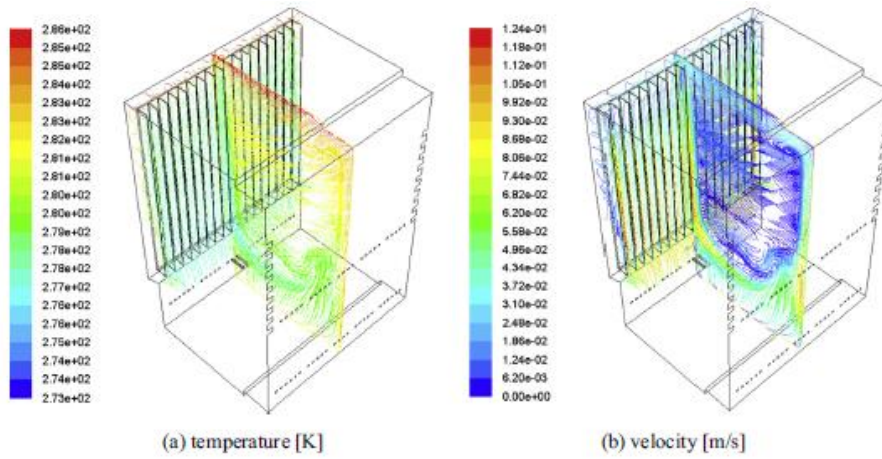 2.86e+02
2.85e+02
2.85e+02
2.84e+02
2.83e+02
2.83e+02
2.82e+02
2.81e+02
2.81e+02
2.80e+02
2.80e+02
2.79e+02
2.78e+02
2.78e+02
2.77e+02
2.76e+02
2.76e+02
2.75e+02
2.74e+02
2.74e+02
2.73e+02
(a) temperature [K]
1.24e-01
1.18e-01
1.12e-01
1.05e-01
9.92e-02
9.30e-02
8.68e-02
8.06e-02
7.44e-02
6.82e-02
6.20e-02
5.58e-02
4.96e-02
4.34e-02
3.72e-02
3.10e-02
2.48e-02
1.86e-02
1.24e-02
6.20e-03
0.00e+00
(b) velocity [m/s]